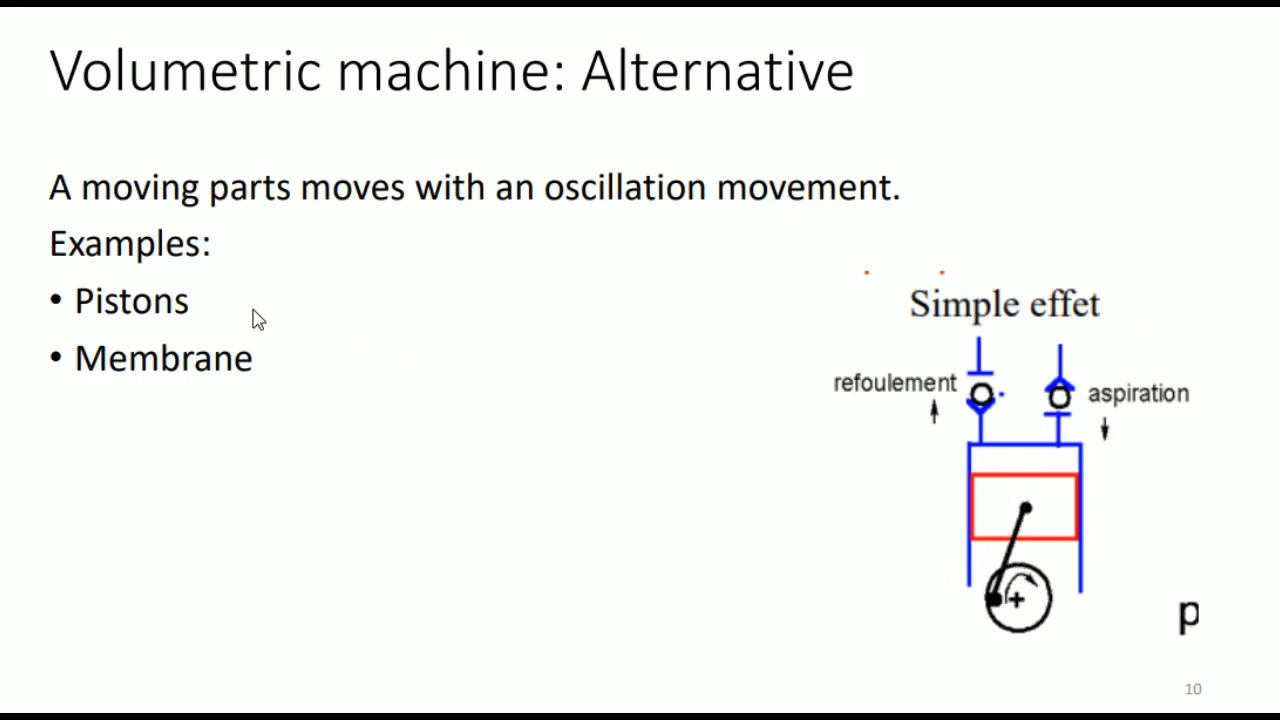 Volumetric machine: Alternative
A moving parts moves with an oscillation movement.
Examples:
• Pistons
• Membrane
Simple effet
refoulement
aspiration
p
10